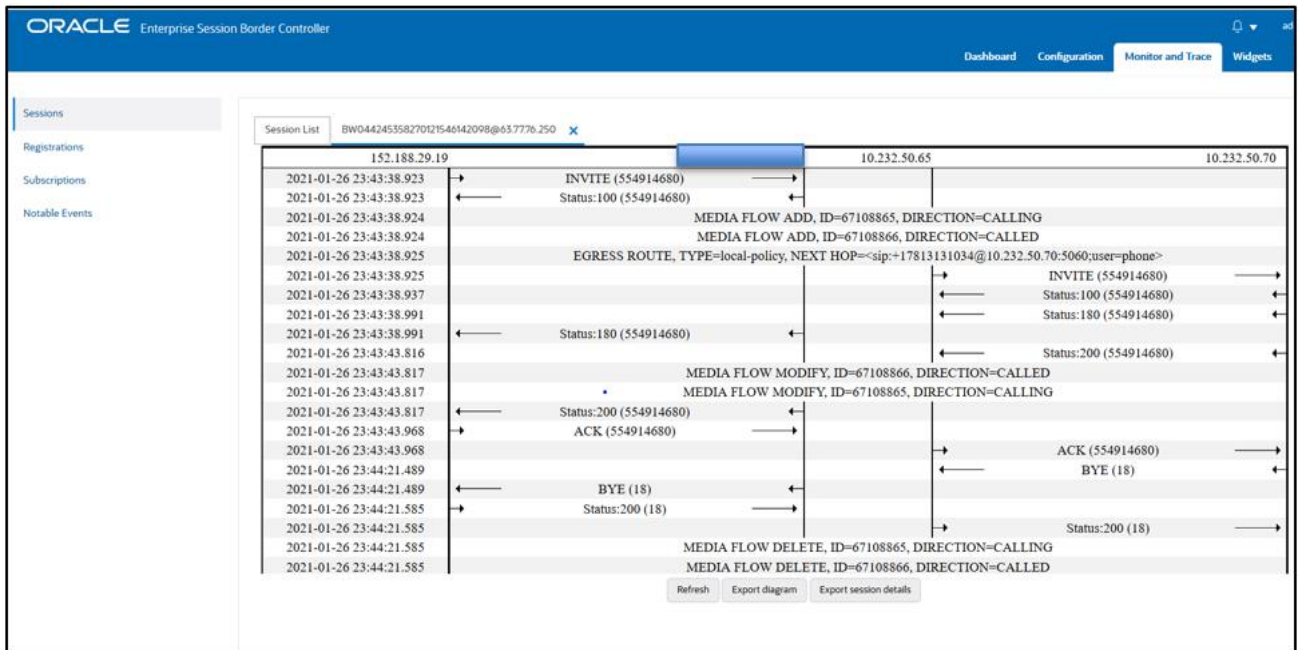 ORACLE Enterprise Session Border Controller
ad
Dashboard Configuration Monitor and Trace Widgets
Sessions
Registrations
Subscriptions
Notable Events
Session List BW044245358270121546142098@63.77.76.250 X
152.188.29.19 10.232.50.65 10.232.50.70
2021-01-26 23:43:38.923 INVITE (554914680)
2021-01-26 23:43:38.923 Status:100 (554914680)
2021-01-26 23:43:38.924 MEDIA FLOW ADD, ID=67108865, DIRECTION=CALLING
2021-01-26 23:43:38.924 MEDIA FLOW ADD, ID=67108866, DIRECTION=CALLED
2021-01-26 23:43:38.925 EGRESS ROUTE, TYPE=local-policy, NEXT HOP=<sip:+17813131034@10.232.50.70:5060;user=phone>
2021-01-26 23:43:38.925 INVITE (554914680)
2021-01-26 23:43:38.937 Status:100 (554914680)
2021-01-26 23:43:38.991 Status:180 (554914680)
2021-01-26 23:43:38.991 Status:180 (554914680)
2021-01-26 23:43:43.816 Status:200 (554914680)
2021-01-26 23:43:43.817 MEDIA FLOW MODIFY, ID=67108866, DIRECTION=CALLED
2021-01-26 23:43:43.817 MEDIA FLOW MODIFY, ID=67108865, DIRECTION=CALLING
2021-01-26 23:43:43.817 Status:200 (554914680)
2021-01-26 23:43:43.968 ACK (554914680)
2021-01-26 23:43:43.968 ACK (554914680)
2021-01-26 23:44:21.489 BYE (18)
2021-01-26 23:44:21.489 BYE (18)
2021-01-26 23:44:21.585 Status:200 (18)
2021-01-26 23:44:21.585 Status:200 (18)
2021-01-26 23:44:21.585 MEDIA FLOW DELETE, ID=67108865, DIRECTION=CALLING
2021-01-26 23:44:21.585 MEDIA FLOW DELETE, ID=67108866, DIRECTION=CALLED
Refresh Export diagram Export session details